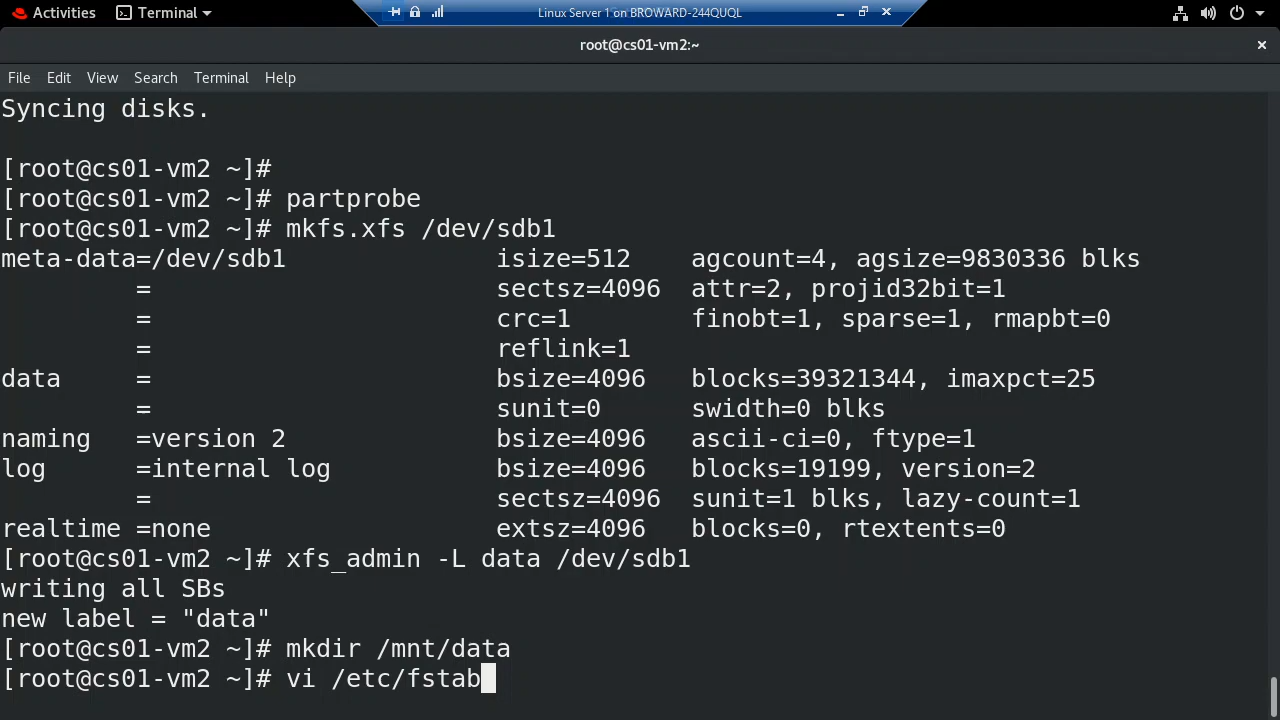 Activities Terminal Linux Server 1 on BROWARD-244QUQL
root@cs01-vm2:~
File Edit View Search Terminal Help
Syncing disks.
[root@cs01-vm2 ~]#
[root@cs01-vm2 ~]# partprobe
[root@cs01-vm2 ~]# mkfs.xfs /dev/sdb1
meta-data=/dev/sdb1              isize=512    agcount=4, agsize=9830336 blks
         =                       sectsz=4096  attr=2, projid32bit=1
         =                       crc=1        finobt=1, sparse=1, rmapbt=0
         =                       reflink=1
data     =                       bsize=4096   blocks=39321344, imaxpct=25
         =                       sunit=0      swidth=0 blks
naming   =version 2              bsize=4096   ascii-ci=0, ftype=1
log      =internal log           bsize=4096   blocks=19199, version=2
         =                       sectsz=4096  sunit=1 blks, lazy-count=1
realtime =none                   extsz=4096   blocks=0, rtextents=0
[root@cs01-vm2 ~]# xfs_admin -L data /dev/sdb1
writing all SBs
new label = "data"
[root@cs01-vm2 ~]# mkdir /mnt/data
[root@cs01-vm2 ~]# vi /etc/fstab